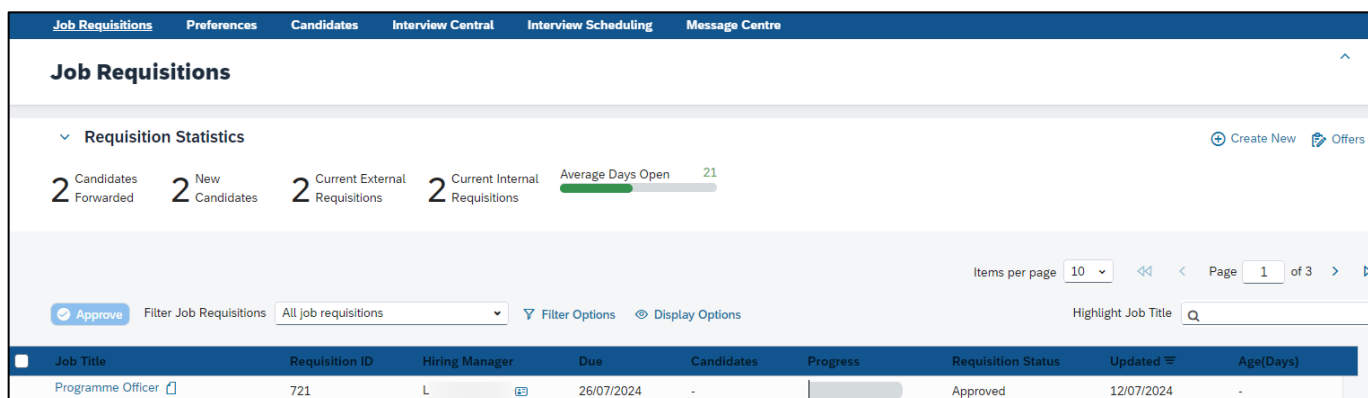 Job Requisitions Preferences Candidates Interview Central Interview Scheduling Message Centre
Job Requisitions
Requisition Statistics
Create New Offers
2 Candidates Forwarded 2 New Candidates 2 Current External Requisitions 2 Current Internal Requisitions Average Days Open 21
Items per page 10 Page 1 of 3
Approve Filter Job Requisitions All job requisitions Filter Options Display Options Highlight Job Title
Job Title Requisition ID Hiring Manager Due Candidates Progress Requisition Status Updated Age(Days)
Programme Officer 721 L 26/07/2024 - Approved 12/07/2024 -